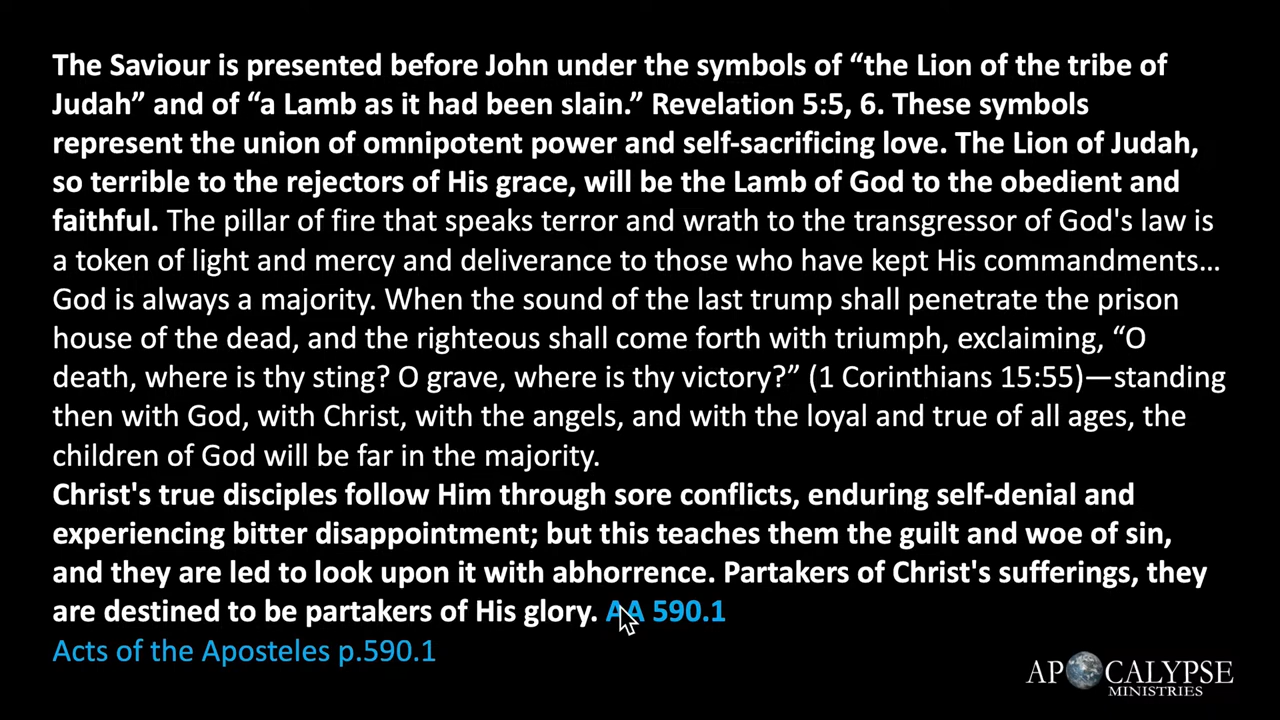 The Saviour is presented before John under the symbols of “the Lion of the tribe of
Judah” and of “a Lamb as it had been slain.” Revelation 5:5, 6. These symbols
represent the union of omnipotent power and self-sacrificing love. The Lion of Judah,
so terrible to the rejectors of His grace, will be the Lamb of God to the obedient and
faithful. The pillar of fire that speaks terror and wrath to the transgressor of God's law is
a token of light and mercy and deliverance to those who have kept His commandments…
God is always a majority. When the sound of the last trump shall penetrate the prison
house of the dead, and the righteous shall come forth with triumph, exclaiming, “O
death, where is thy sting? O grave, where is thy victory?” (1 Corinthians 15:55)—standing
then with God, with Christ, with the angels, and with the loyal and true of all ages, the
children of God will be far in the majority.
Christ's true disciples follow Him through sore conflicts, enduring self-denial and
experiencing bitter disappointment; but this teaches them the guilt and woe of sin,
and they are led to look upon it with abhorrence. Partakers of Christ's sufferings, they
are destined to be partakers of His glory. AA 590.1
Acts of the Aposteles p.590.1
APOCALYPSE
MINISTRIES